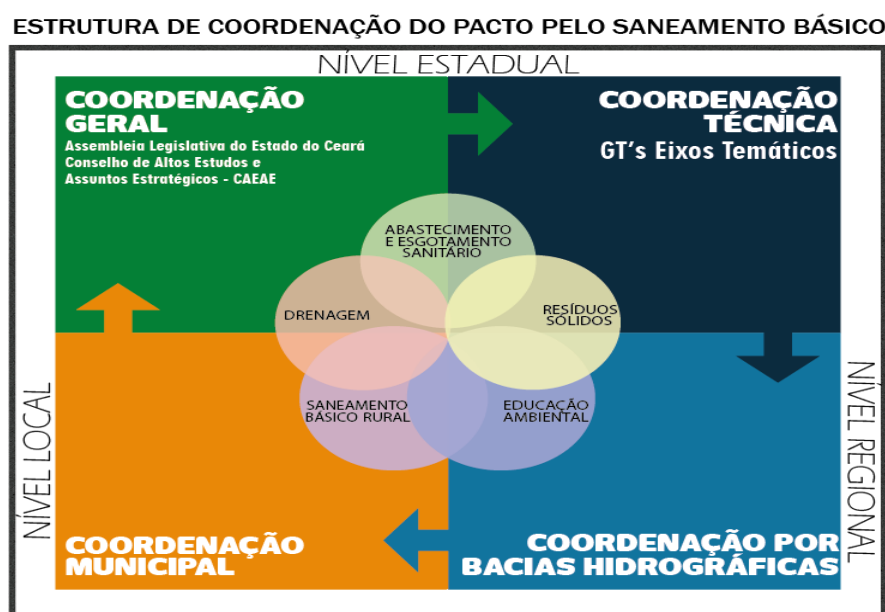 ESTRUTURA DE COORDENAÇÃO DO PACTO PELO SANEAMENTO BÁSICO
NÍVEL ESTADUAL
COORDENAÇÃO
GERAL
Assembleia Legislativa do Estado do Ceará
Conselho de Altos Estudos e
Assuntos Estratégicos - CAEAE
COORDENAÇÃO
TÉCNICA
GT's Eixos Temáticos
ABASTECIMENTO
E ESGOTAMENTO
SANITÁRIO
DRENAGEM
RESÍDUOS
SÓLIDOS
SANEAMENTO
BÁSICO RURAL
EDUCAÇÃO
AMBIENTAL
NÍVEL LOCAL
NÍVEL REGIONAL
COORDENAÇÃO
MUNICIPAL
COORDENAÇÃO POR
BACIAS HIDROGRÁFICAS